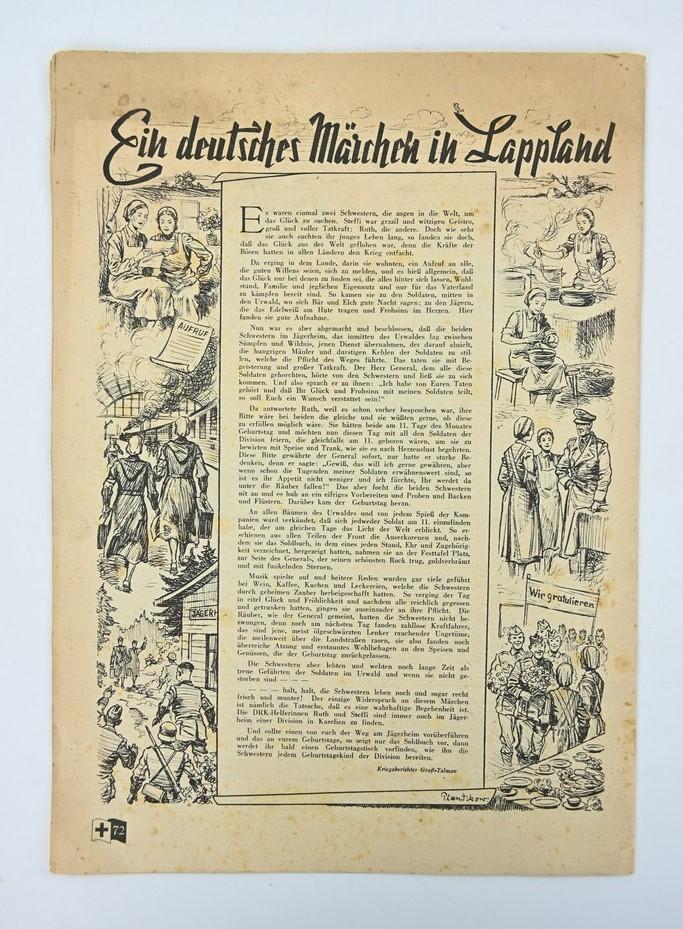 Ein deutsches Märchen in Lappland
Es waren einmal zwei Schwestern, die zogen in die Welt, um
das Glück zu suchen. Steffi war grazil und witzigen Geistes,
groß und voller Tatkraft; Ruth, die andere. Doch wie sehr
sie auch suchten ihr junges Leben lang, so fanden sie doch,
daß das Glück aus der Welt geflohen war, denn die Kräfte der
Bösen hatten in allen Ländern den Krieg entfacht.
Da erging in dem Lande, darin sie wohnten, ein Aufruf an alle,
die guten Willens seien, sich zu melden, und es hieß allgemein, daß
das Glück nur bei denen zu finden sei, die alles hinter sich lassen, Wohl-
stand, Familie und jeglichen Eigennutz und nur für das Vaterland
zu kämpfen bereit sind. So kamen sie zu den Soldaten, mitten in
den Urwald, wo sich Bär und Elch gute Nacht sagen; zu den Jägern,
die das Edelweiß am Hute tragen und Frohsinn im Herzen. Hier
fanden sie gute Aufnahme.
Nun war es aber abgemacht und beschlossen, daß die beiden
Schwestern im Jägerheim, das inmitten des Urwaldes lag zwischen
Sümpfen und Wildnis, jenen Dienst übernahmen, der darauf abzielt,
die hungrigen Mäuler und durstigen Kehlen der Soldaten zu stil-
len, welche die Pflicht des Weges führte. Das taten sie mit Be-
geisterung und großer Tatkraft. Der Herr General, dem alle diese
Soldaten gehorchten, hörte von den Schwestern und ließ sie zu sich
kommen. Und also sprach er zu ihnen: „Ich habe von Euren Taten
gehört und daß Ihr Glück und Frohsinn mit meinen Soldaten teilt,
so soll Euch ein Wunsch verstattet sein!“
Da antwortete Ruth, weil es schon vorher besprochen war, ihre
Bitte wäre bei beiden die gleiche und sie wüßten gerne, ob diese
zu erfüllen möglich wäre. Sie hätten beide am 11. Tage des Monates
Geburtstag und möchten nun diesen Tag mit all den Soldaten der
Division feiern, die gleichfalls am 11. geboren wären, um sie zu
bewirten mit Speise und Trank, wie sie es nach Herzenslust begehrten.
Diese Bitte gewährte der General sofort, nur hatte er starke Be-
denken, denn er sagte: „Gewiß, das will ich gerne gewähren, aber
wenn schon die Tugenden meiner Soldaten erwähnenswert sind, so
ist es ihr Appetit nicht weniger und ich fürchte, Ihr werdet da
unter die Räuber fallen!“ Das aber focht die beiden Schwestern
nit an und es hub an ein eifriges Vorbereiten und Proben und Backen
und Flüstern. Darüber kam der Geburtstag heran.
An allen Bäumen des Urwaldes und von jedem Spieß der Kom-
panien ward verkündet, daß sich jedweder Soldat am 11. einzufinden
habe, der am gleichen Tage das Licht der Welt erblickt. So er-
schienen aus allen Teilen der Front die Auserkorenen und, nach-
dem sie das Soldbuch, in dem eines jeden Stand, Ehr und Zugehörig-
keit verzeichnet, hergezeigt hatten, nahmen sie an der Festtafel Platz,
zur Seite des Generals, der seinen schönsten Rock trug, goldverbrämt
und mit funkelnden Sternen.
Musik spielte auf und heitere Reden wurden gar viele geführt
bei Wein, Kaffee, Kuchen und Leckereien, welche die Schwestern
durch geheimen Zauber herbeigeschafft hatten. So verging der Tag
in eitel Glück und Fröhlichkeit und nachdem alle reichlich gegessen
und getrunken hatten, gingen sie auseinander an ihre Pflicht. Die
Räuber, wie der General gemeint, hatten die Schwestern nicht be-
zwungen, denn noch am nächsten Tag fanden zahllose Kraftfahrer,
das sind jene, meist ölgeschwärzten Lenker rauchender Ungetüme,
die meilenweit über die Landstraßen rasen, sie also fanden noch
überreiche Atzung und erstauntes Wohlbehagen an den Speisen und
Genüssen, die der Geburtstag zurückgelassen.
Die Schwestern aber lebten und webten noch lange Zeit als
treue Gefährten der Soldaten im Urwald und wenn sie nicht ge-
storben sind — — —
— — — halt, halt, die Schwestern leben noch und sogar recht
frisch und munter! Der einzige Widerspruch an diesem Märchen
ist nämlich die Tatsache, daß es eine wahrhaftige Begebenheit ist.
Die DRK-Helferinnen Ruth und Steffi sind immer noch im Jäger-
heim einer Division in Karelien zu finden.
Und sollte einen von euch der Weg am Jägerheim vorüberführen
und das an eurem Geburtstage, so zeigt nur das Soldbuch vor, dann
werdet ihr bald einen Geburtstagstisch vorfinden, wie ihn die
Schwestern jedem Geburtstagskind der Division bereiten.
Kriegsberichter Groß-Talmon
AUFRUF
JÄGERH
Wir gratulieren
72